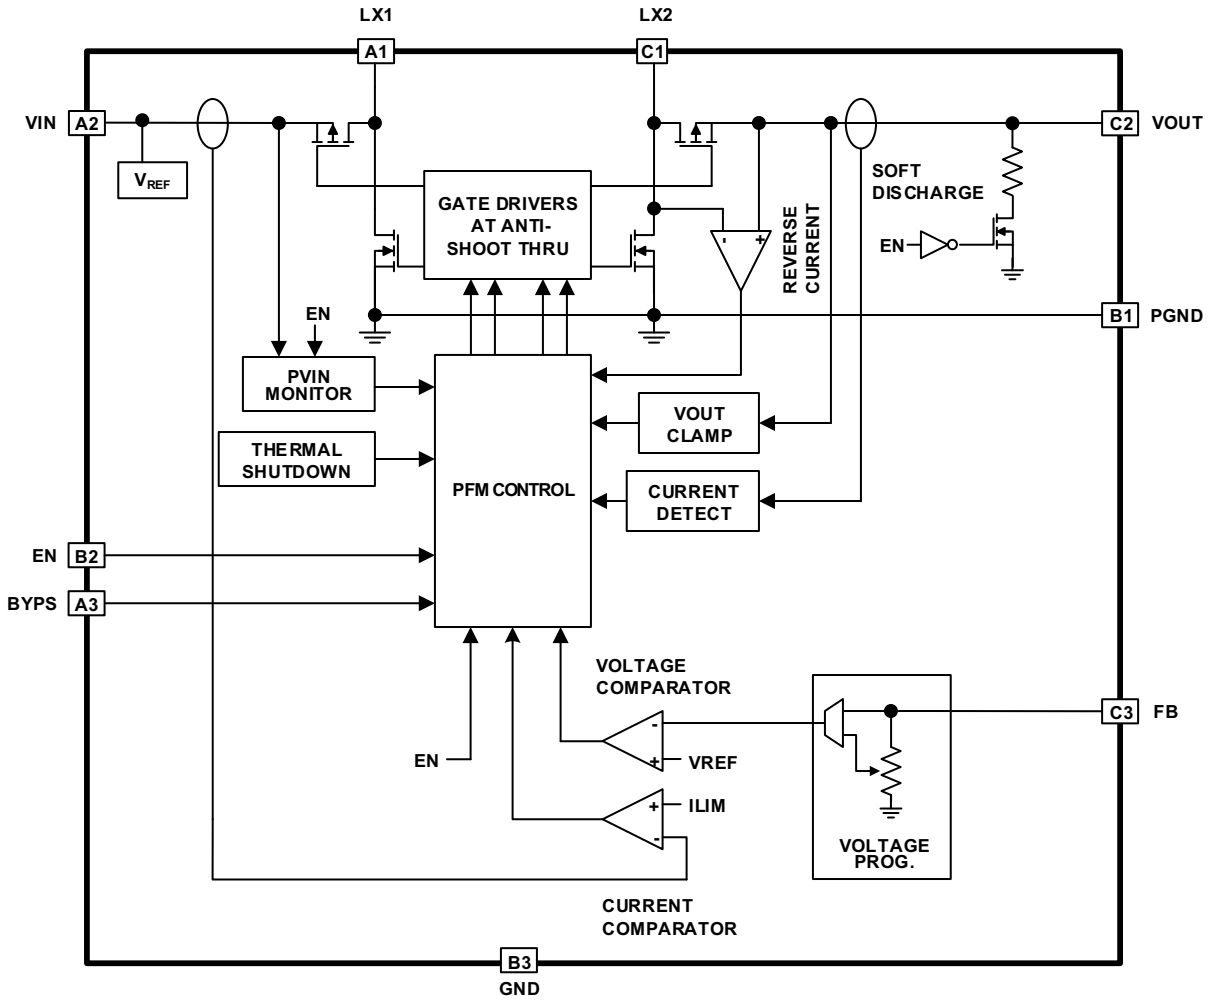 LX1
LX2
A1
C1
VIN
A2
C2
VOUT
VREF
GATE DRIVERS
AT ANTI-
SHOOT THRU
-
+
REVERSE
CURRENT
SOFT
DISCHARGE
EN
EN
B1
PGND
PVIN
MONITOR
VOUT
CLAMP
THERMAL
SHUTDOWN
PFM CONTROL
CURRENT
DETECT
EN
B2
BYPS
A3
VOLTAGE
COMPARATOR
C3
FB
-
+
VREF
EN
+
ILIM
-
VOLTAGE
PROG.
CURRENT
COMPARATOR
B3
GND